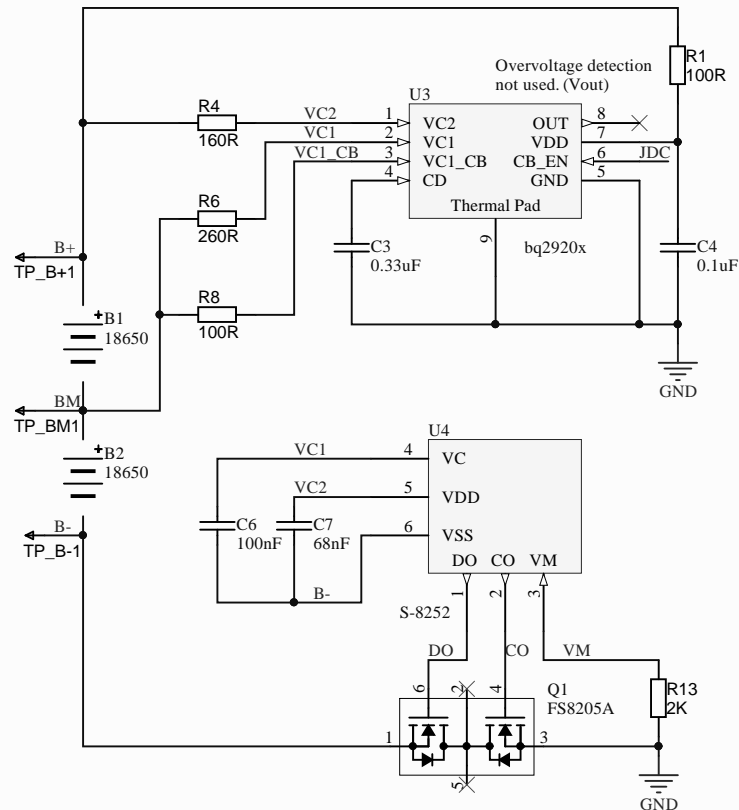 R1
100R
Overvoltage detection
not used. (Vout)
U3
R4
160R
VC2
1
VC2
OUT
8
VC1
2
VC1
VDD
7
VC1_CB
3
VC1_CB
CB_EN
6
JDC
4
CD
GND
5
R6
260R
Thermal Pad
9
bq2920x
C3
0.33uF
C4
0.1uF
B+
TP_B+1
R8
100R
+
B1
18650
GND
BM
TP_BM1
U4
+
B2
18650
VC1
4
VC
VC2
5
VDD
C6
100nF
C7
68nF
6
VSS
B-
TP_B-1
DO
CO
VM
B-
1
2
3
S-8252
DO
CO
VM
6
2
4
Q1
FS8205A
R13
2K
1
3
5
GND